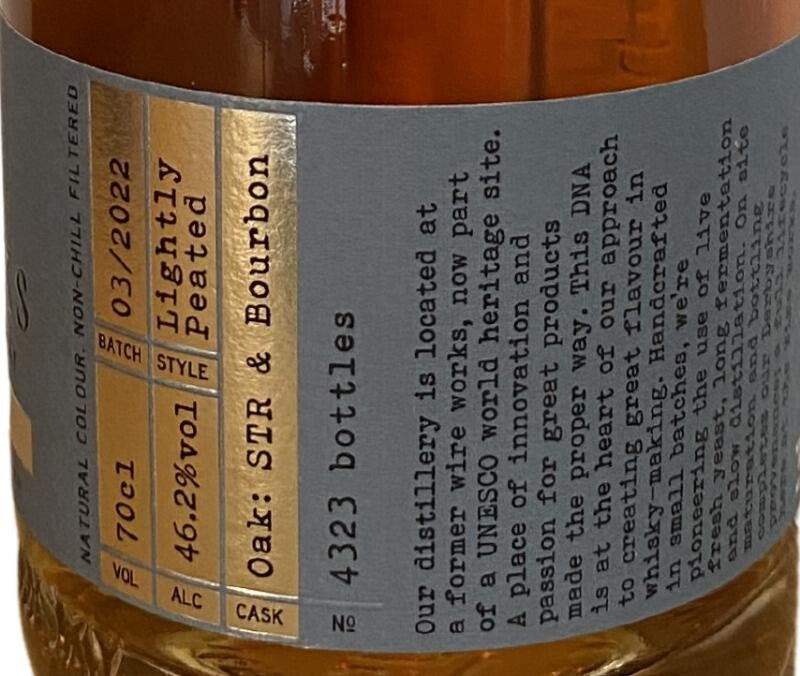 NATURAL COLOUR. NON-CHILL FILTERED
VOL 70cl BATCH 03/2022
ALC 46.2%vol STYLE Lightly Peated
CASK Oak: STR & Bourbon
Nº 4323 bottles
Our distillery is located at
a former wire works, now part
of a UNESCO world heritage site.
A place of innovation and
passion for great products
made the proper way. This DNA
is at the heart of our approach
to creating great flavour in
whisky-making. Handcrafted
in small batches, we're
pioneering the use of live
fresh yeast, long fermentation
and slow distillation. On site
maturation and bottling
completes our Derbyshire
provenance; a full lifecycle